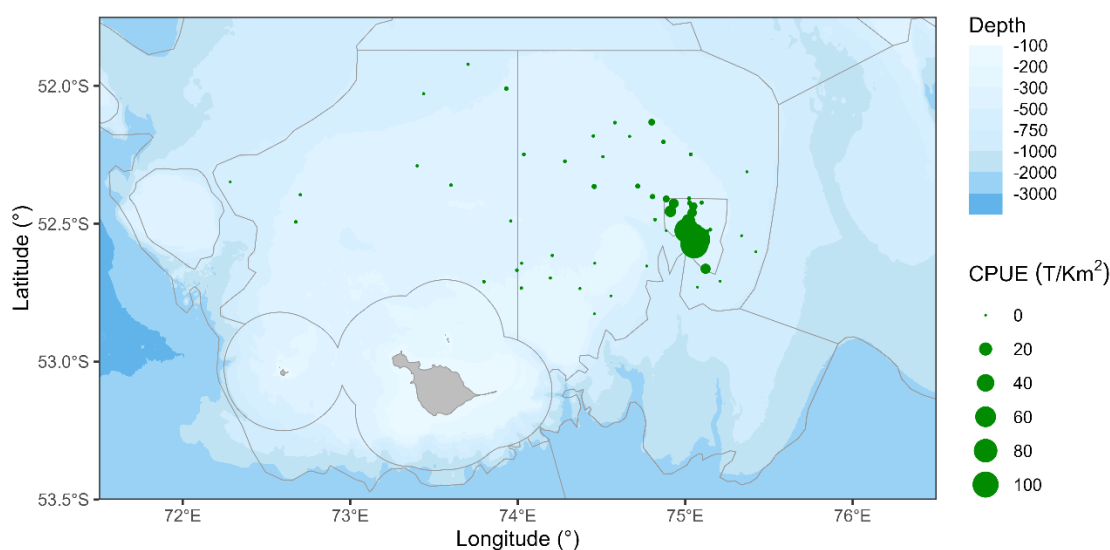 Depth
-100
-200
-300
-500
-750
-1000
-2000
-3000
CPUE (T/Km²)
0
20
40
60
80
100
52.0°S
52.5°S
53.0°S
53.5°S
72°E 73°E 74°E 75°E 76°E
Longitude (°)
Latitude (°)